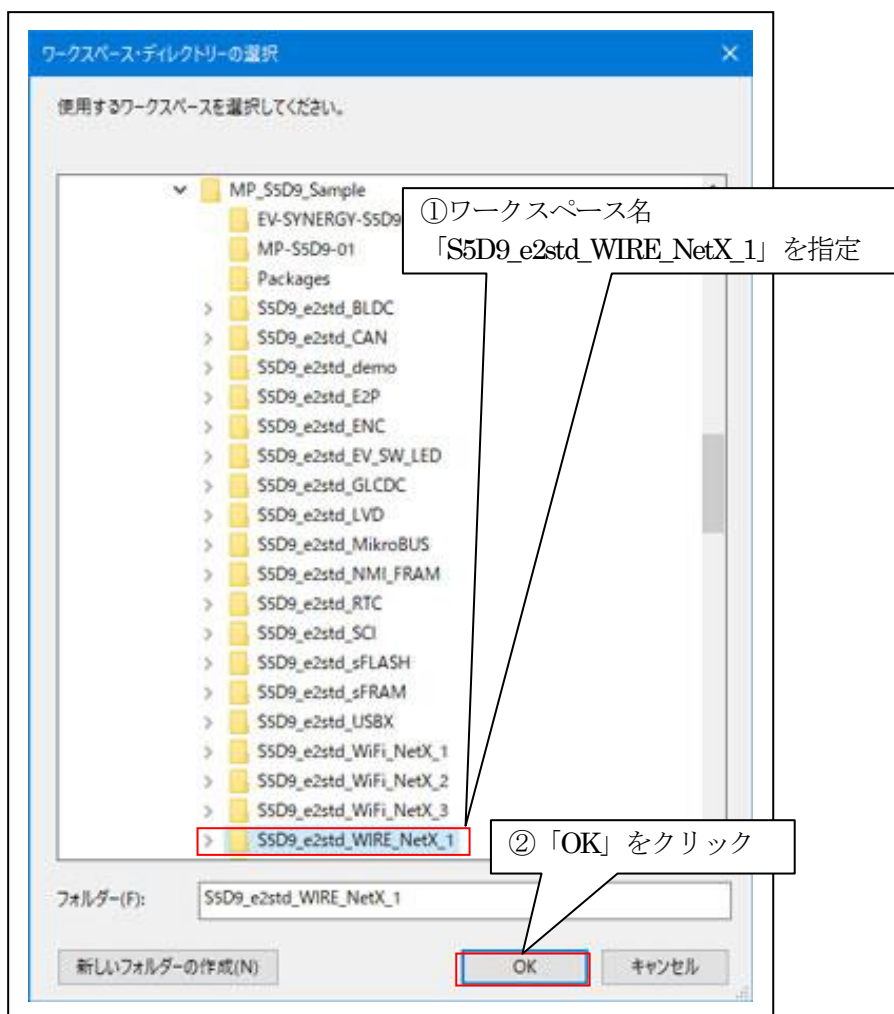 ワークスペース・ディレクトリーの選択
使用するワークスペースを選択してください。
MP_S5D9_Sample
EV-SYNERGY-S5D9
MP-S5D9-01
Packages
①ワークスペース名
「S5D9_e2std_WIRE_NetX_1」を指定
S5D9_e2std_BLDC
S5D9_e2std_CAN
S5D9_e2std_demo
S5D9_e2std_E2P
S5D9_e2std_ENC
S5D9_e2std_EV_SW_LED
S5D9_e2std_GLCDC
S5D9_e2std_LVD
S5D9_e2std_MikroBUS
S5D9_e2std_NMI_FRAM
S5D9_e2std_RTC
S5D9_e2std_SCI
S5D9_e2std_sFLASH
S5D9_e2std_sFRAM
S5D9_e2std_USBX
S5D9_e2std_WiFi_NetX_1
S5D9_e2std_WiFi_NetX_2
S5D9_e2std_WiFi_NetX_3
S5D9_e2std_WIRE_NetX_1
②「OK」をクリック
フォルダー(F): S5D9_e2std_WIRE_NetX_1
新しいフォルダーの作成(N) OK キャンセル